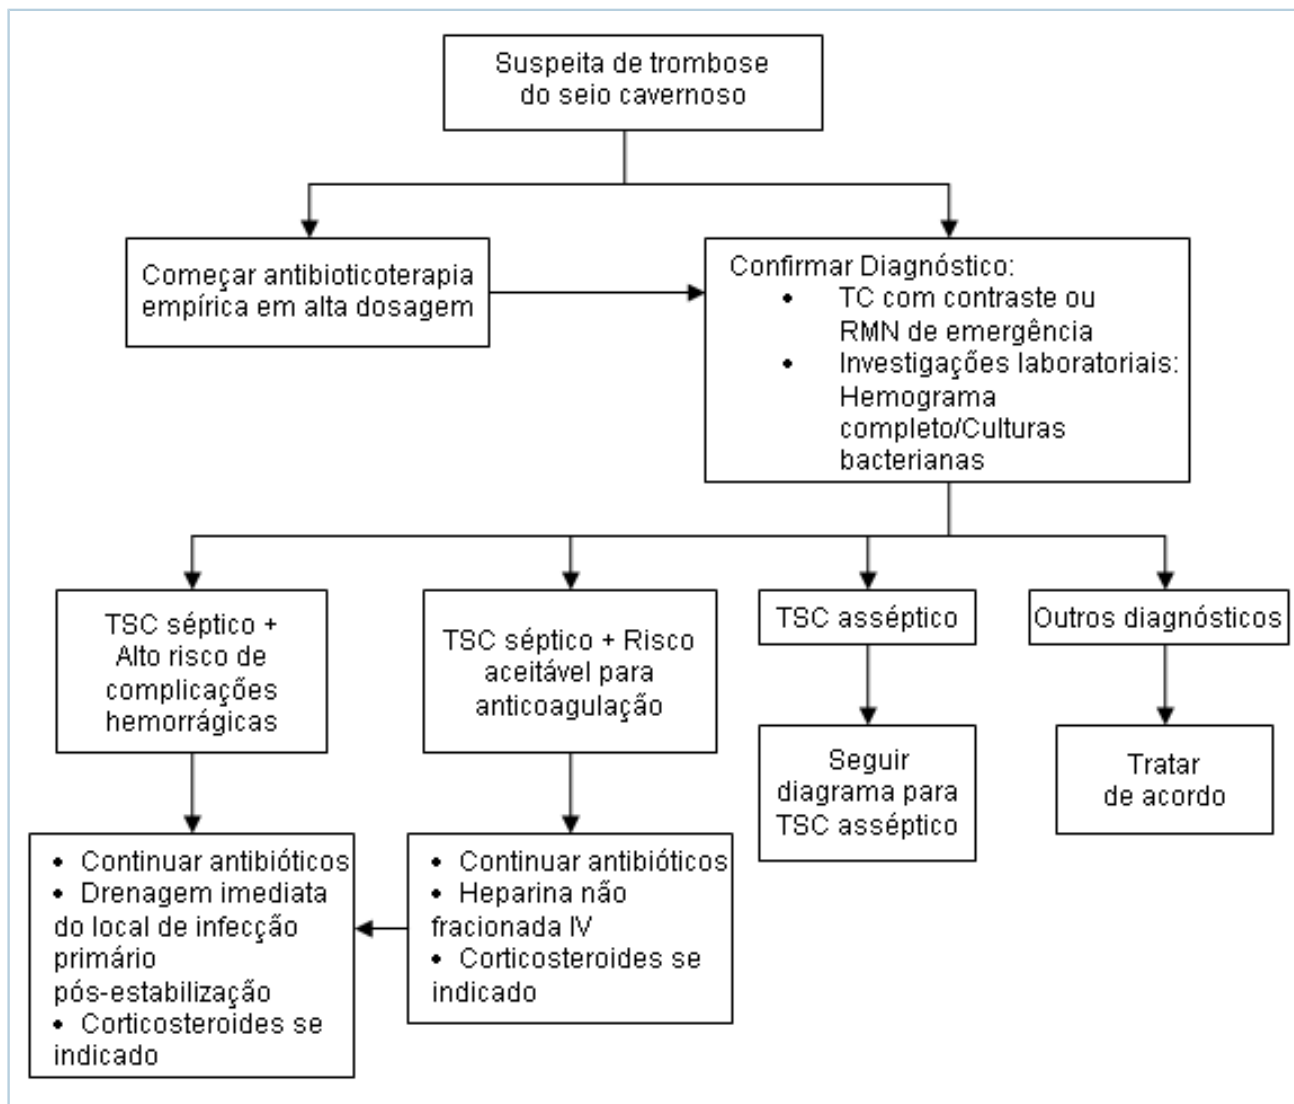 Suspeita de trombose
do seio cavernoso
Começar antibioticoterapia
empírica em alta dosagem
Confirmar Diagnóstico:
• TC com contraste ou
RMN de emergência
• Investigações laboratoriais:
Hemograma
completo/Culturas
bacterianas
TSC séptico +
Alto risco de
complicações
hemorrágicas
TSC séptico + Risco
aceitável para
anticoagulação
TSC asséptico
Outros diagnósticos
Seguir
diagrama para
TSC asséptico
Tratar
de acordo
• Continuar antibióticos
• Drenagem imediata
do local de infecção
primário
pós-estabilização
• Corticosteroides se
indicado
• Continuar antibióticos
• Heparina não
fracionada IV
• Corticosteroides se
indicado